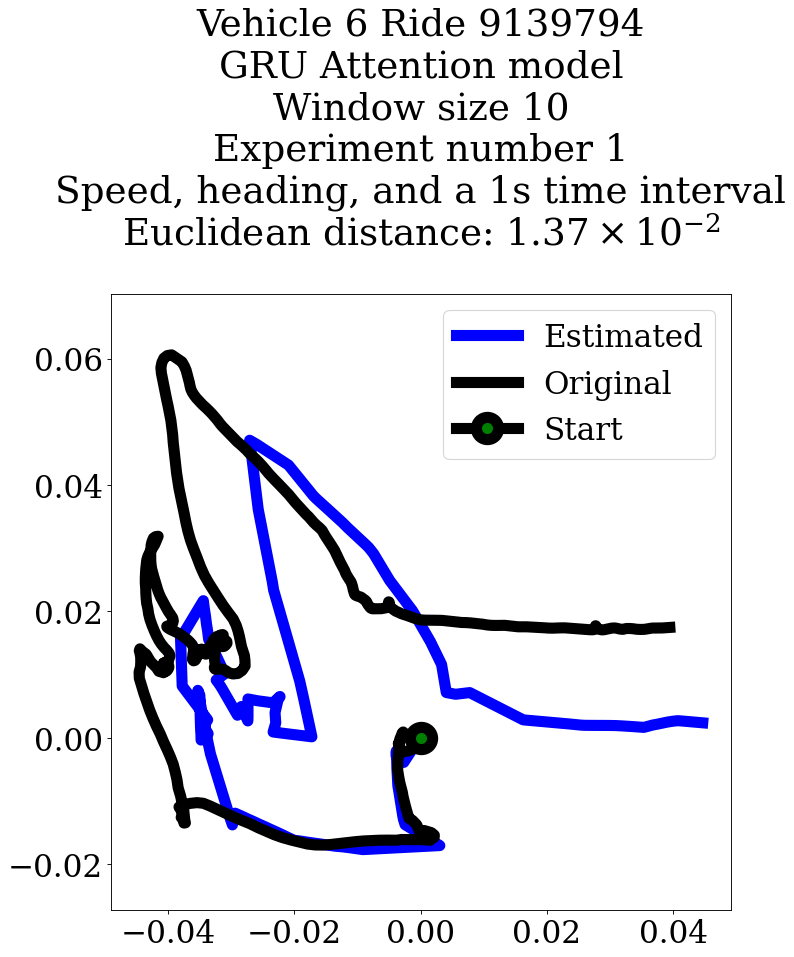 Vehicle 6 Ride 9139794
GRU Attention model
Window size 10
Experiment number 1
Speed, heading, and a 1s time interval
Euclidean distance: 1.37 × 10⁻²
Estimated
Original
Start
0.06
0.04
0.02
0.00
−0.02
−0.04 −0.02 0.00 0.02 0.04